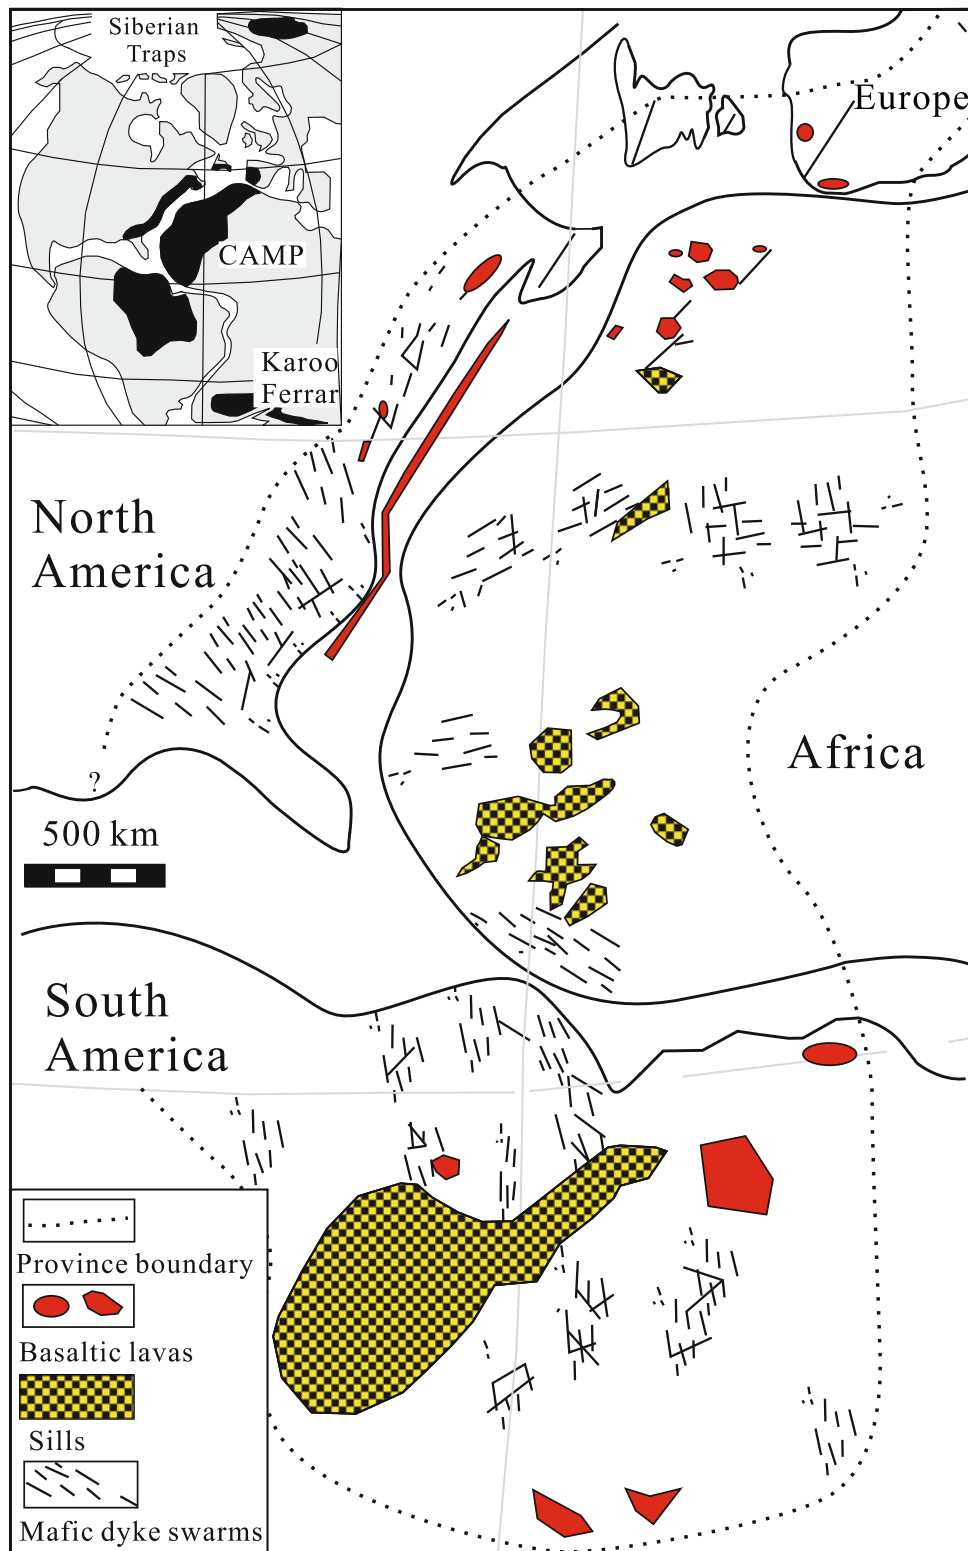 Siberian
Traps
CAMP
Karoo
Ferrar
Europe
North
America
Africa
?
500 km
South
America
Province boundary
Basaltic lavas
Sills
Mafic dyke swarms